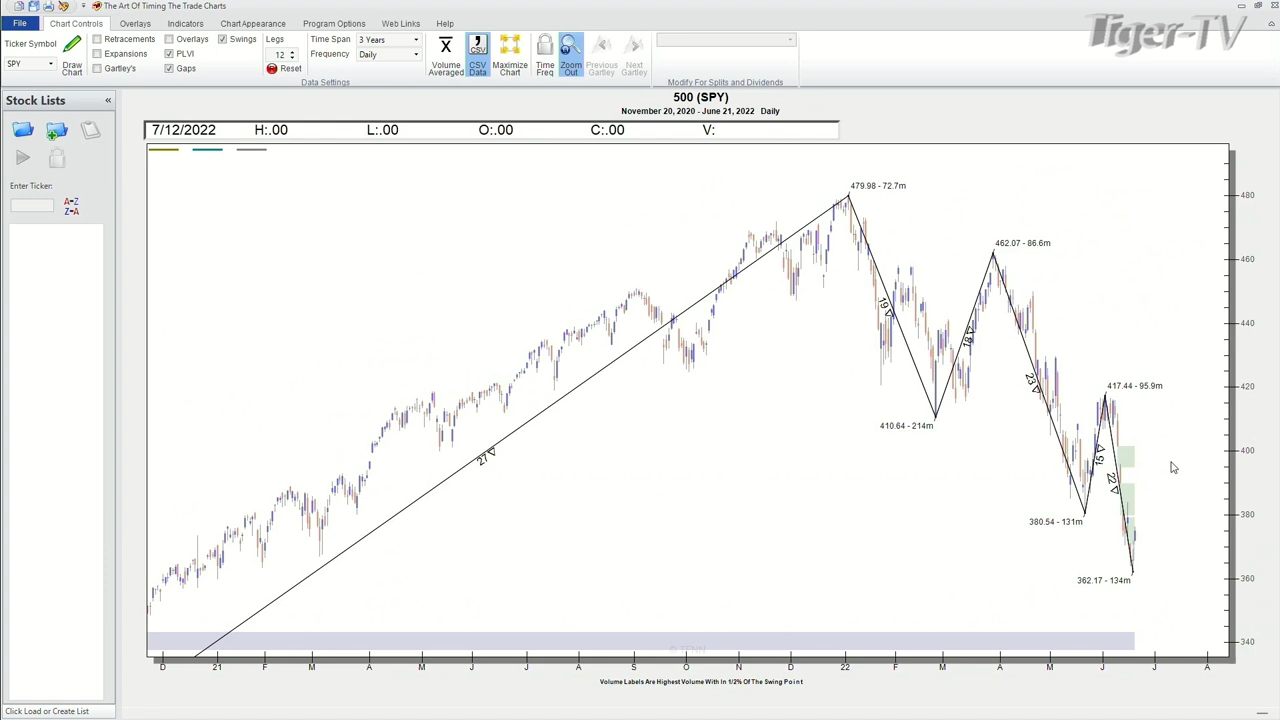 The Art Of Timing The Trade Charts
Tiger-TV
File Chart Controls Overlays Indicators Chart Appearance Program Options Web Links Help
Ticker Symbol
SPY
Draw
Chart
Retracements Overlays Swings
Expansions PLVI
Gartley's Gaps
Legs
12
Reset
Time Span 3 Years
Frequency Daily
Data Settings
Volume
Averaged
CSV
Data
Maximize
Chart
Time
Freq
Zoom
Out
Previous
Gartley
Next
Gartley
Modify For Splits and Dividends
Stock Lists «
Enter Ticker:
A-Z
Z-A
Click Load or Create List
500 (SPY)
November 20, 2020 - June 21, 2022 Daily
7/12/2022 H:.00 L:.00 O:.00 C:.00 V:
479.98 - 72.7m
462.07 - 86.6m
417.44 - 95.9m
410.64 - 214m
380.54 - 131m
362.17 - 134m
27
19
18
23
15
22
480
460
440
420
400
380
360
340
D 21 F M A M J J A S O N D 22 F M A M J J A
Volume Labels Are Highest Volume With In 1/2% Of The Swing Point